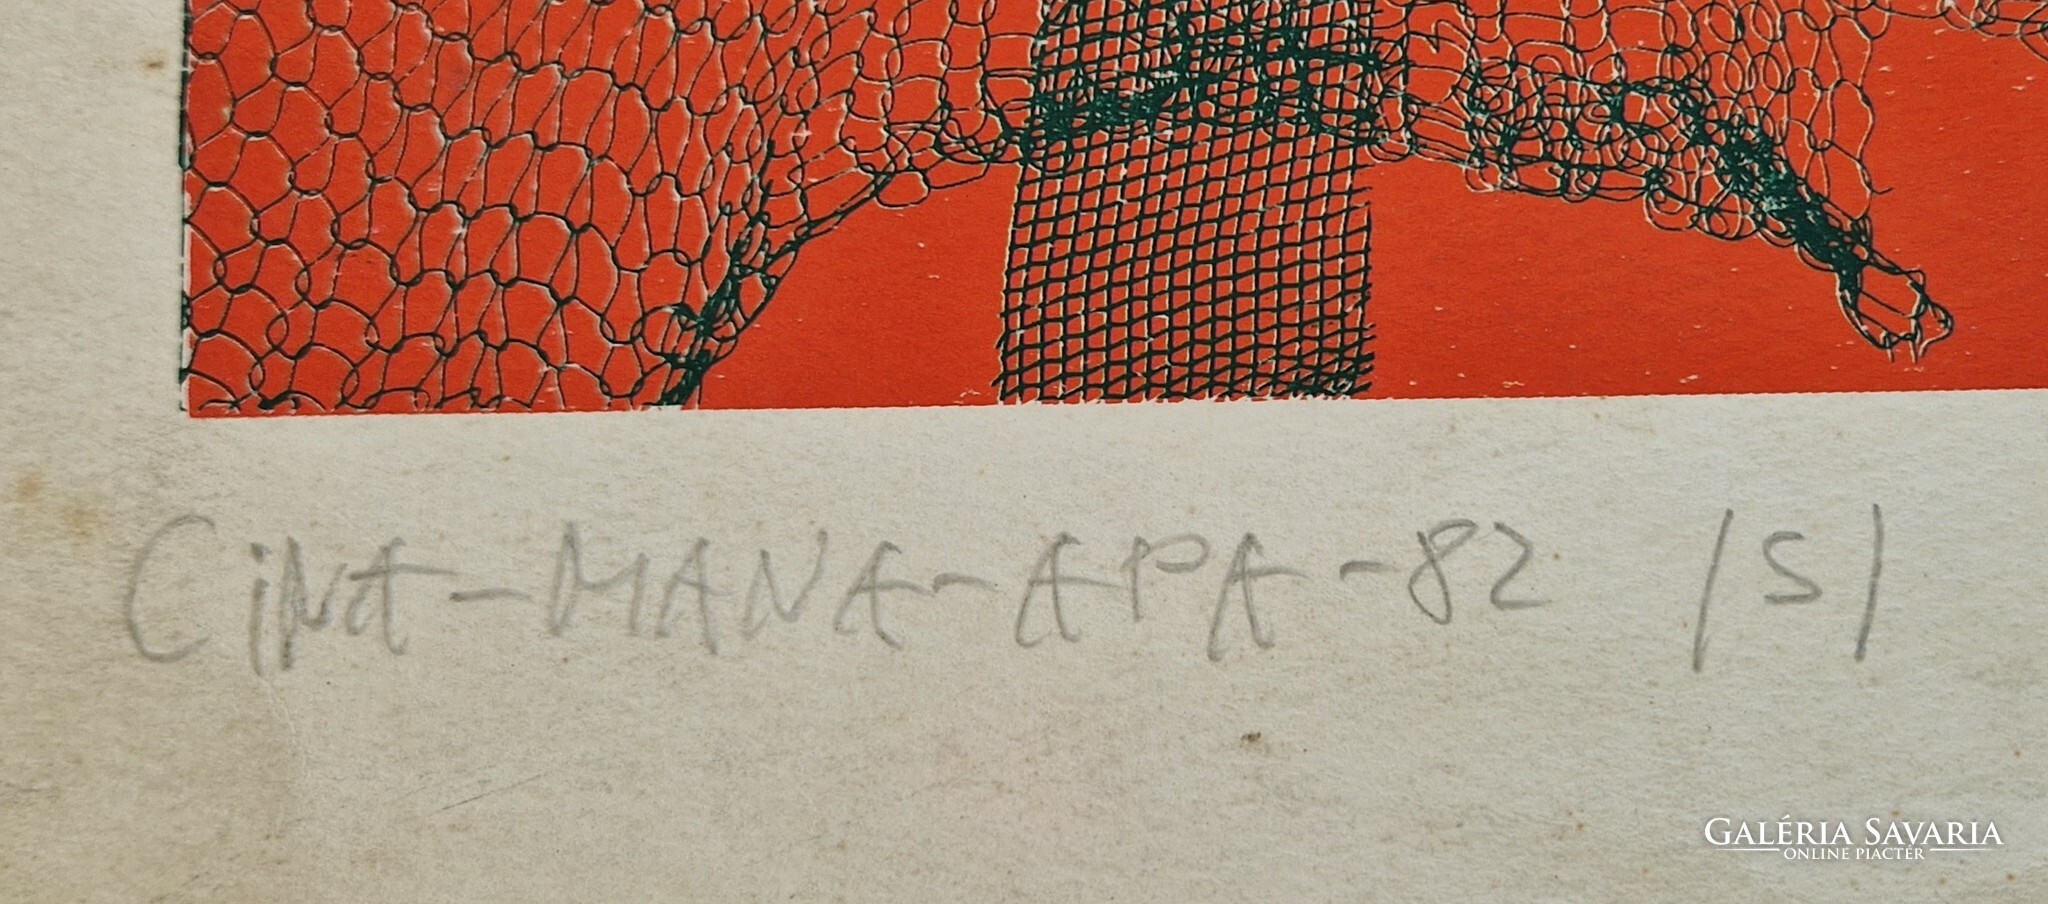 CiNA-MANA-APA-82 /S/
GALÉRIA SAVARIA
ONLINE PIACTÉR